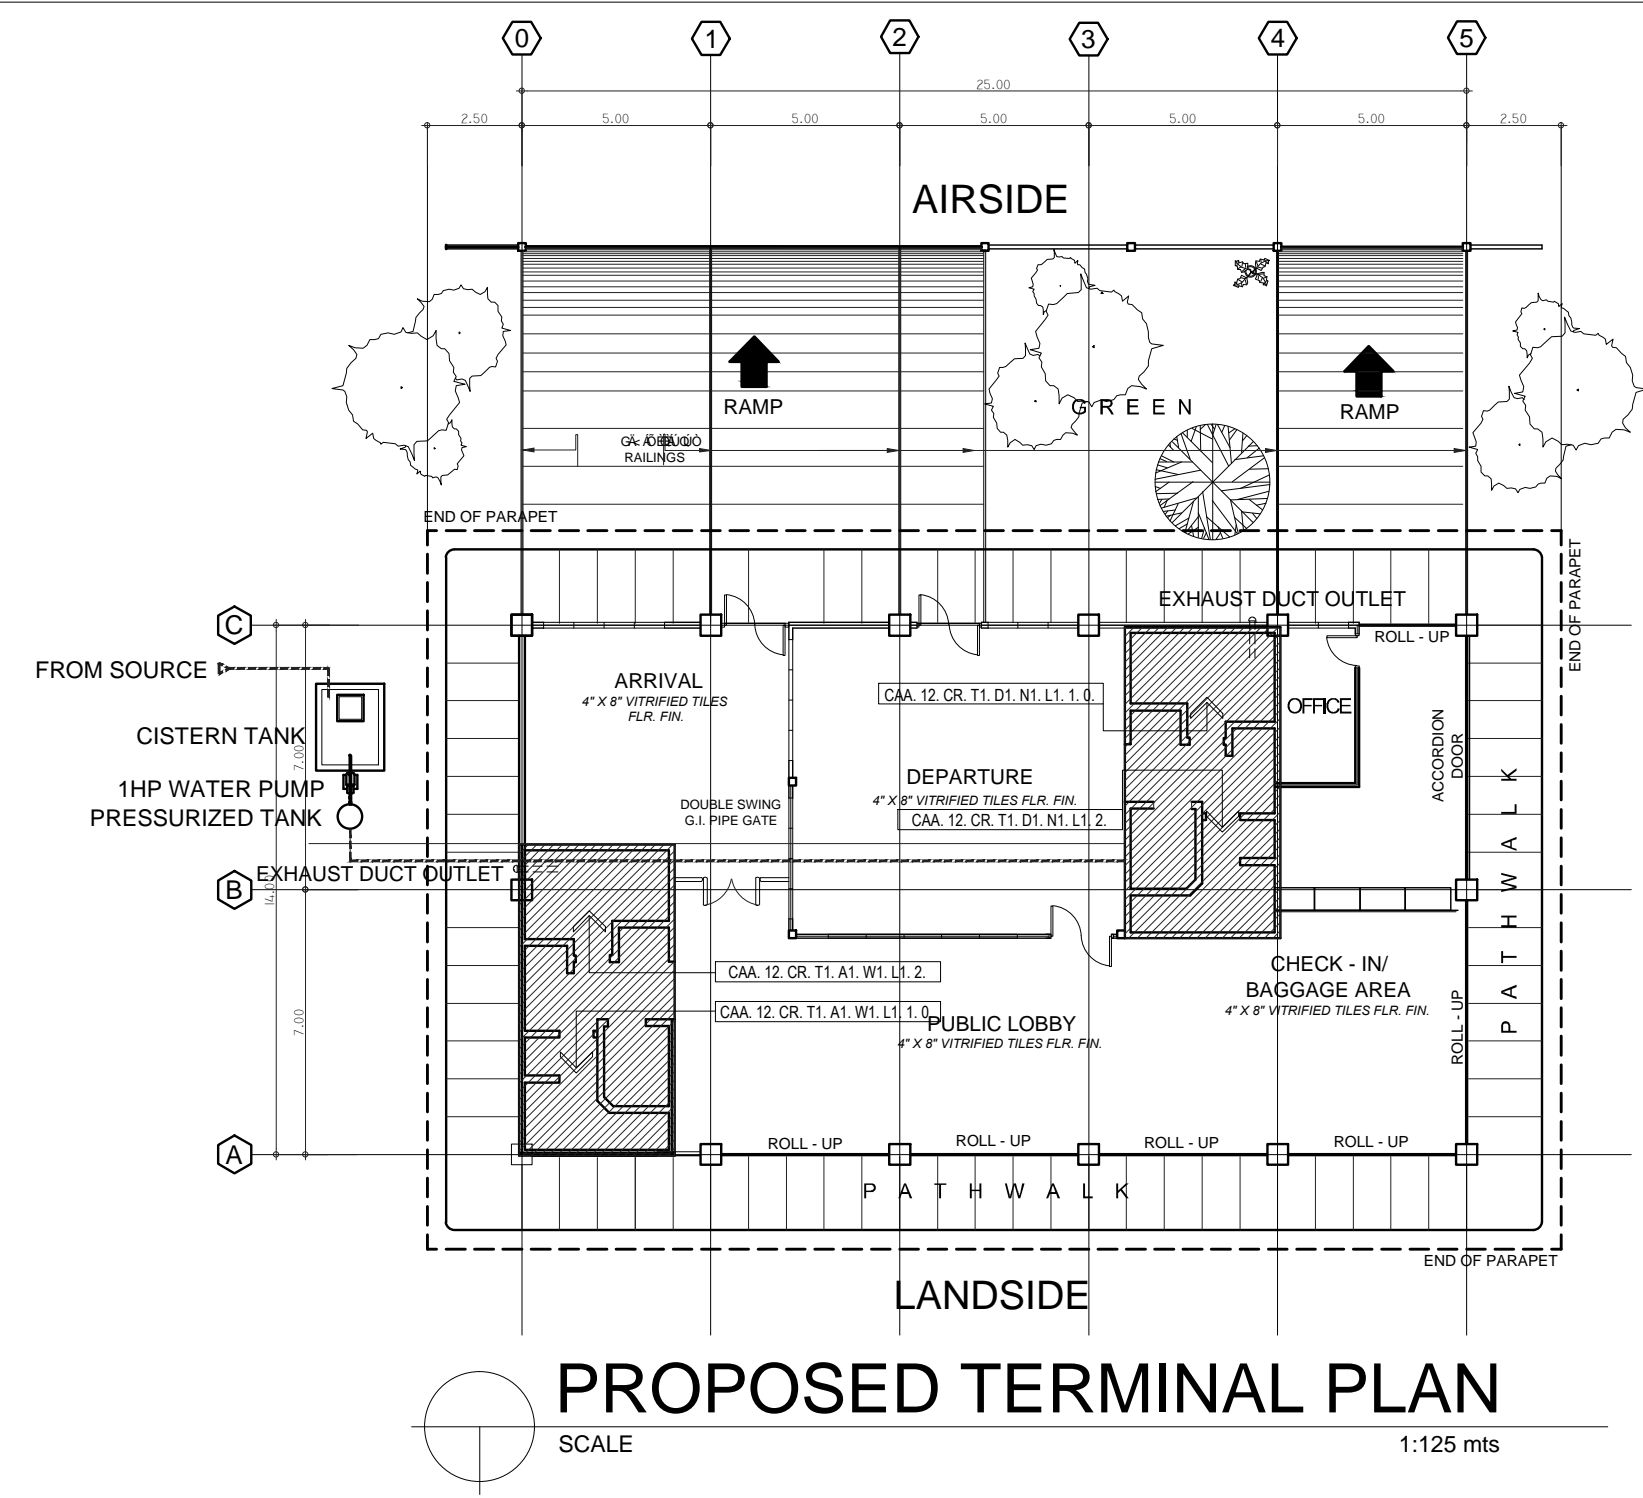 0 1 2 3 4 5
25.00
2.50 5.00 5.00 5.00 5.00 5.00 2.50
AIRSIDE
RAMP
RAMP
GREEN
RAILINGS
END OF PARAPET
END OF PARAPET
EXHAUST DUCT OUTLET
C
ROLL - UP
FROM SOURCE
ARRIVAL
4" X 8" VITRIFIED TILES
FLR. FIN.
CAA. 12. CR. T1. D1. N1. L1. 1. 0.
OFFICE
ACCORDION
DOOR
CISTERN TANK
7.00
1HP WATER PUMP
PRESSURIZED TANK
DEPARTURE
4" X 8" VITRIFIED TILES FLR. FIN.
CAA. 12. CR. T1. D1. N1. L1. 2.
DOUBLE SWING
G.I. PIPE GATE
PATHWALK
EXHAUST DUCT OUTLET
B
14.00
CAA. 12. CR. T1. A1. W1. L1. 2.
CAA. 12. CR. T1. A1. W1. L1. 1. 0.
CHECK - IN/
BAGGAGE AREA
4" X 8" VITRIFIED TILES FLR. FIN.
PUBLIC LOBBY
4" X 8" VITRIFIED TILES FLR. FIN.
ROLL - UP
7.00
A
ROLL - UP
ROLL - UP
ROLL - UP
ROLL - UP
PATHWALK
END OF PARAPET
LANDSIDE
PROPOSED TERMINAL PLAN
SCALE
1:125 mts